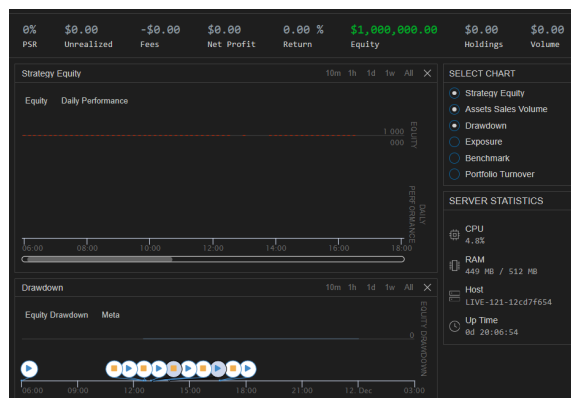 0% $0.00 -$0.00 $0.00 0.00 % $1,000,000.00 $0.00 $0.00
PSR Unrealized Fees Net Profit Return Equity Holdings Volume
Strategy Equity 10m 1h 1d 1w All
Equity Daily Performance
1 000
000
EQUITY
DAILY
PERFORMANCE
06:00 08:00 10:00 12:00 14:00 16:00 18:00
Drawdown 10m 1h 1d 1w All
Equity Drawdown Meta
0
EQUITY DRAWDOWN
06:00 09:00 12:00 15:00 18:00 21:00 12. Dec 03:00
SELECT CHART
Strategy Equity
Assets Sales Volume
Drawdown
Exposure
Benchmark
Portfolio Turnover
SERVER STATISTICS
CPU
4.8%
RAM
449 MB / 512 MB
Host
LIVE-121-12cd7f654
Up Time
0d 20:06:54